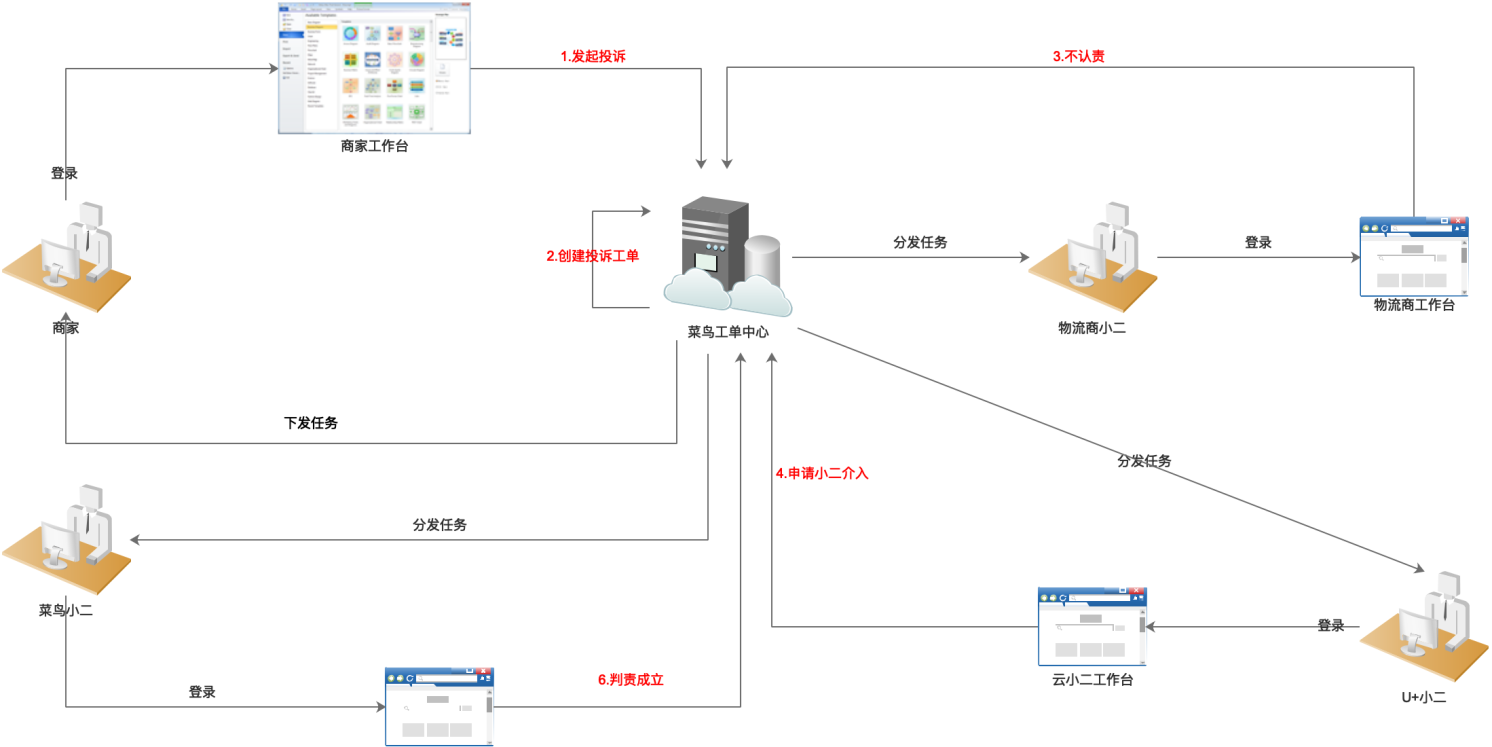 1.发起投诉
3.不认责
商家工作台
登录
2.创建投诉工单
分发任务
登录
物流商工作台
商家
菜鸟工单中心
物流商小二
下发任务
分发任务
4.申请小二介入
分发任务
菜鸟小二
登录
云小二工作台
U+小二
登录
6.判责成立